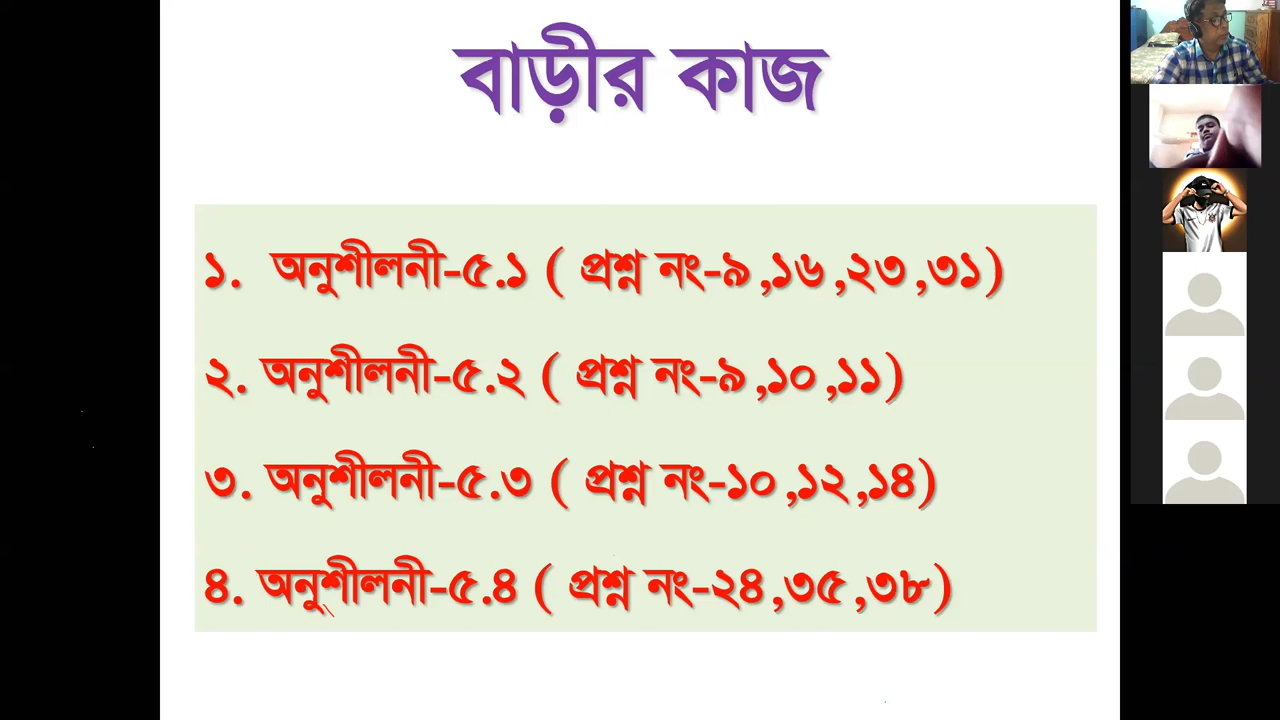 বাড়ীর কাজ
১. অনুশীলনী-৫.১ ( প্রশ্ন নং-৯,১৬,২৩,৩১)
২. অনুশীলনী-৫.২ ( প্রশ্ন নং-৯,১০,১১)
৩. অনুশীলনী-৫.৩ ( প্রশ্ন নং-১০,১২,১৪)
৪. অনুশীলনী-৫.৪ ( প্রশ্ন নং-২৪,৩৫,৩৮)